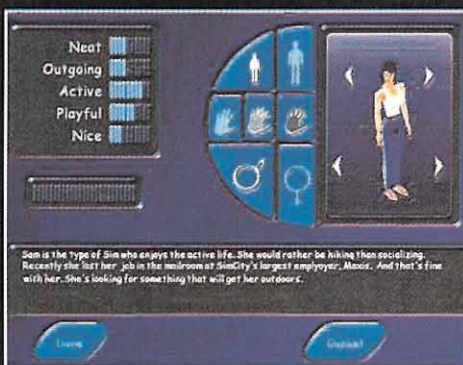 Neat
Outgoing
Active
Playful
Nice
Sam is the type of Sim who enjoys the active life. She would rather be hiking than socializing.
Recently she lost her job in the mailroom at SimCity's largest employer, Maxis. And that's fine
with her. She's looking for something that will get her outdoors.